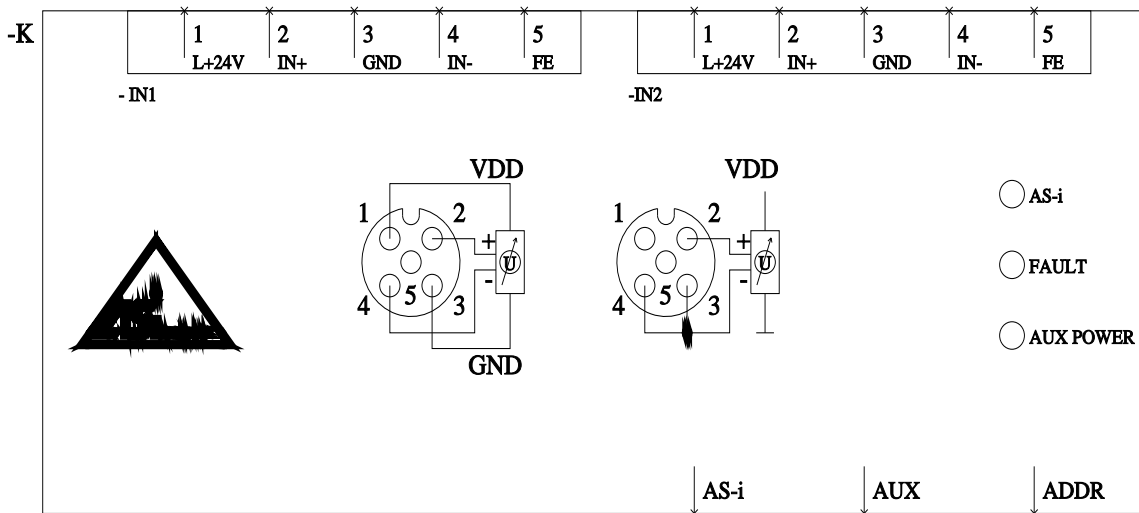 -K
1 2 3 4 5
L+24V IN+ GND IN- FE
- IN1
1 2 3 4 5
L+24V IN+ GND IN- FE
-IN2
VDD
1 2
+
U
-
4 5 3
GND
VDD
1 2
+
U
-
4 5 3
AS-i
FAULT
AUX POWER
AS-i AUX ADDR